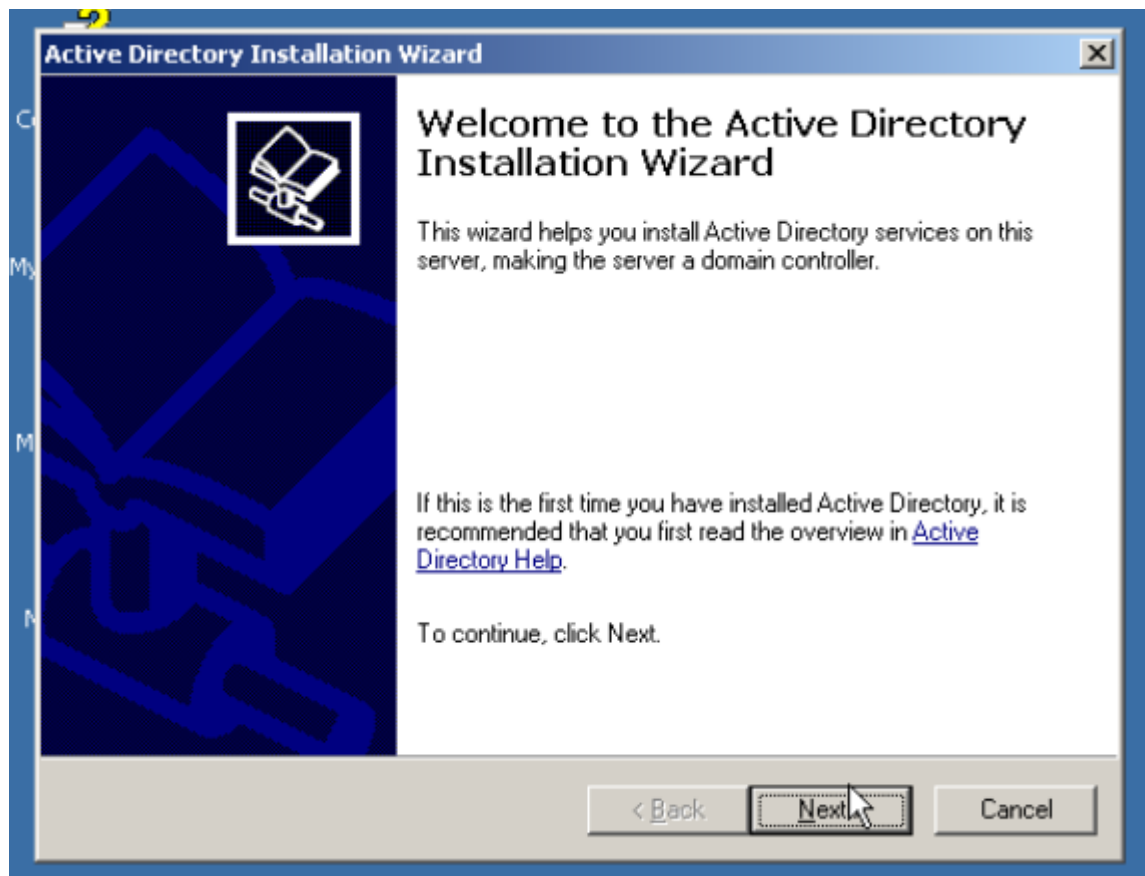 Active Directory Installation Wizard
Welcome to the Active Directory
Installation Wizard
This wizard helps you install Active Directory services on this
server, making the server a domain controller.
If this is the first time you have installed Active Directory, it is
recommended that you first read the overview in Active
Directory Help.
To continue, click Next.
< Back Next Cancel